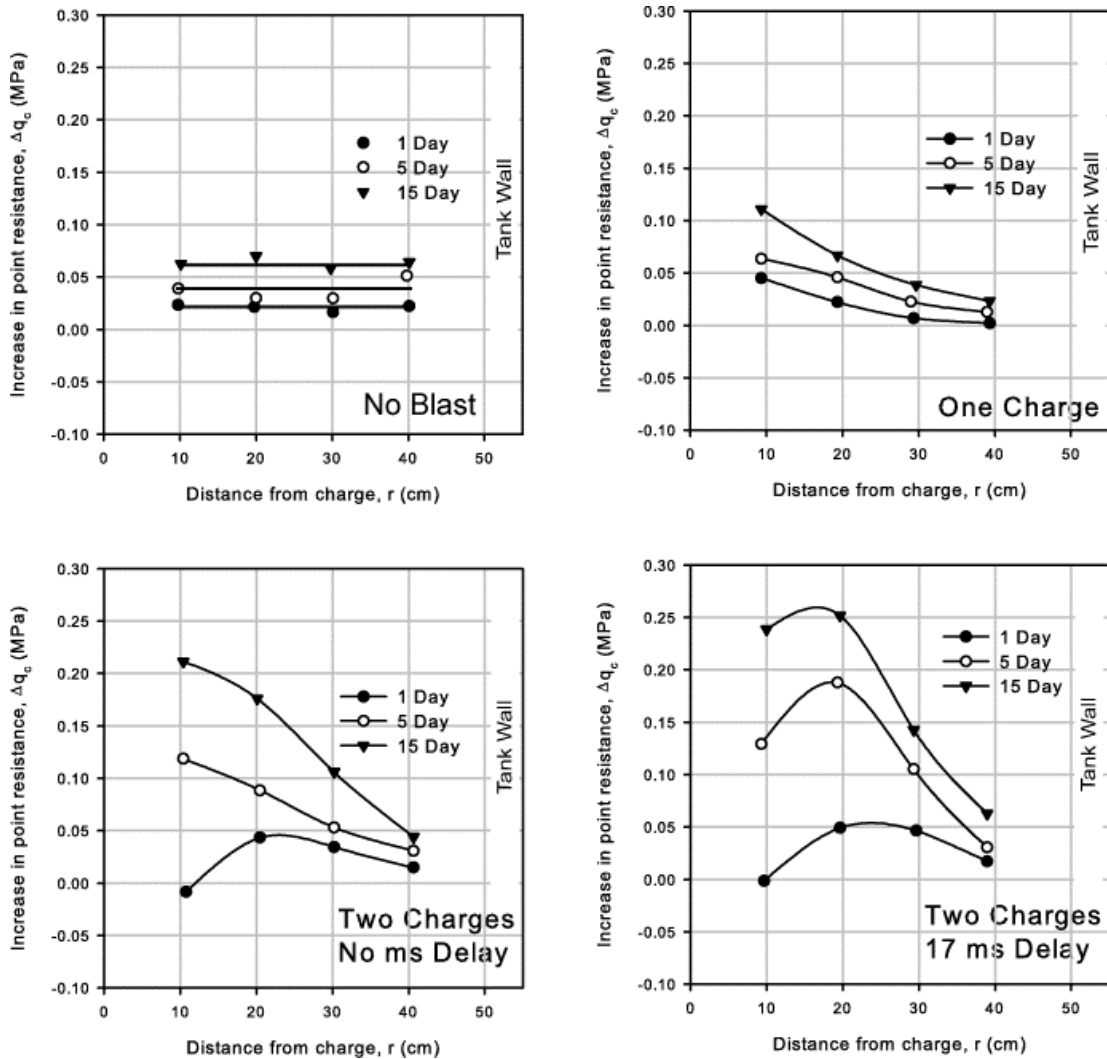 Increase in point resistance, Δq_c (MPa)
0.30
0.25
0.20
0.15
0.10
0.05
0.00
-0.05
-0.10
1 Day
5 Day
15 Day
Tank Wall
No Blast
0 10 20 30 40 50
Distance from charge, r (cm)
Increase in point resistance, Δq_c (MPa)
0.30
0.25
0.20
0.15
0.10
0.05
0.00
-0.05
-0.10
1 Day
5 Day
15 Day
Tank Wall
One Charge
0 10 20 30 40 50
Distance from charge, r (cm)
Increase in point resistance, Δq_c (MPa)
0.30
0.25
0.20
0.15
0.10
0.05
0.00
-0.05
-0.10
1 Day
5 Day
15 Day
Tank Wall
Two Charges
No ms Delay
0 10 20 30 40 50
Distance from charge, r (cm)
Increase in point resistance, Δq_c (MPa)
0.30
0.25
0.20
0.15
0.10
0.05
0.00
-0.05
-0.10
1 Day
5 Day
15 Day
Tank Wall
Two Charges
17 ms Delay
0 10 20 30 40 50
Distance from charge, r (cm)